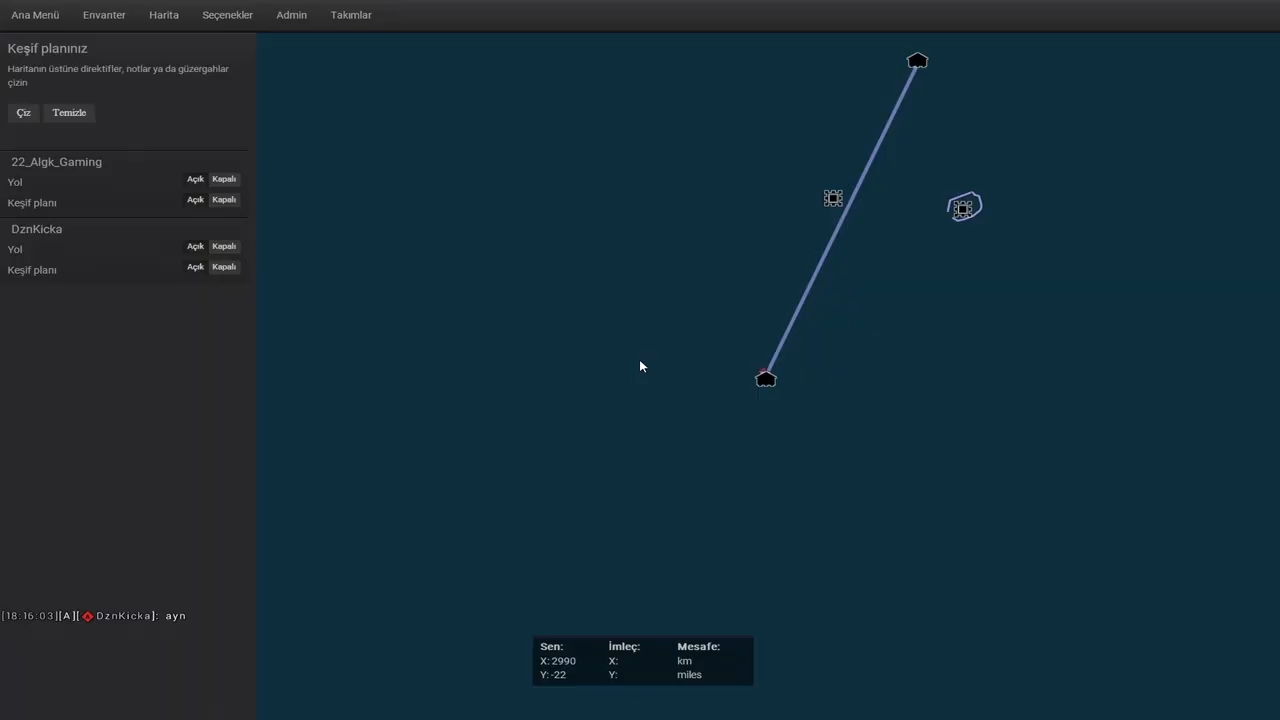 Ana Menü Envanter Harita Seçenekler Admin Takımlar
Keşif planınız
Haritanın üstüne direktifler, notlar ya da güzergahlar
çizin
Çiz Temizle
22_Algk_Gaming
Yol Açık Kapalı
Keşif planı Açık Kapalı
DznKicka
Yol Açık Kapalı
Keşif planı Açık Kapalı
[18:16:03][A][DznKicka]: ayn
Sen: İmleç: Mesafe:
X: 2990 X: km
Y: -22 Y: miles